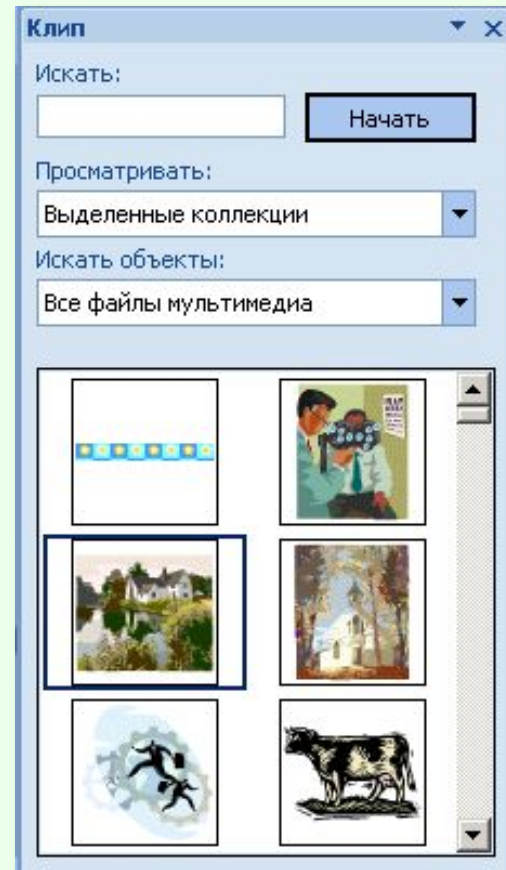 Клип
Искать:
Начать
Просматривать:
Выделенные коллекции
Искать объекты:
Все файлы мультимедиа